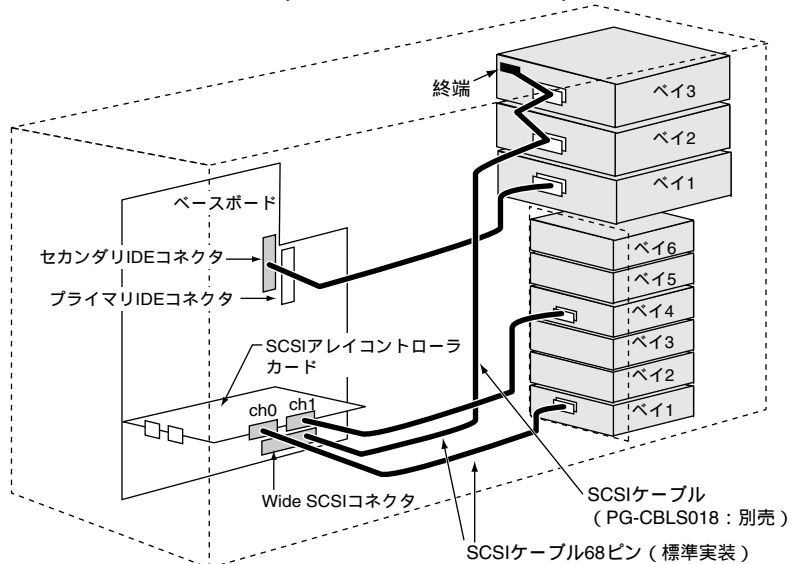 終端
ベイ3
ベイ2
ベイ1
ベースボード
セカンダリIDEコネクタ
プライマリIDEコネクタ
ベイ6
ベイ5
ベイ4
ベイ3
ベイ2
ベイ1
SCSIアレイコントローラ
カード
ch0
ch1
Wide SCSIコネクタ
SCSIケーブル
(PG-CBLS018:別売)
SCSIケーブル68ピン(標準実装)